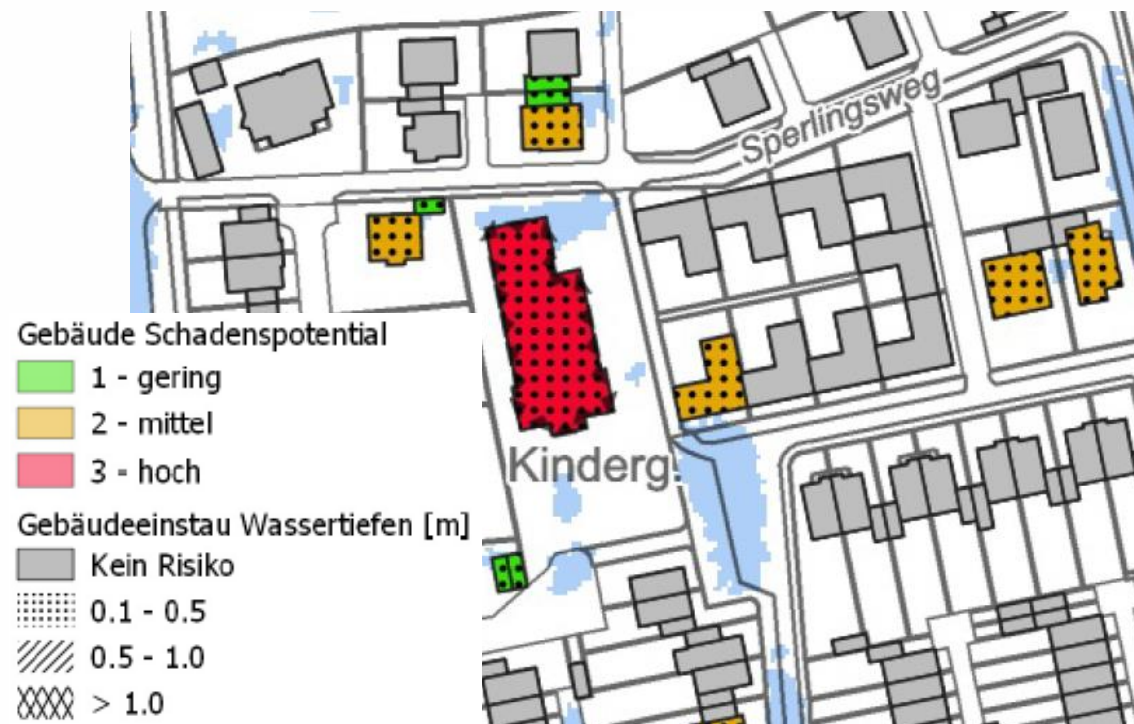 Sperlingsweg
Gebäude Schadenspotential
1 - gering
2 - mittel
3 - hoch
Kinderg.
Gebäudeeinstau Wassertiefen [m]
Kein Risiko
0.1 - 0.5
0.5 - 1.0
> 1.0